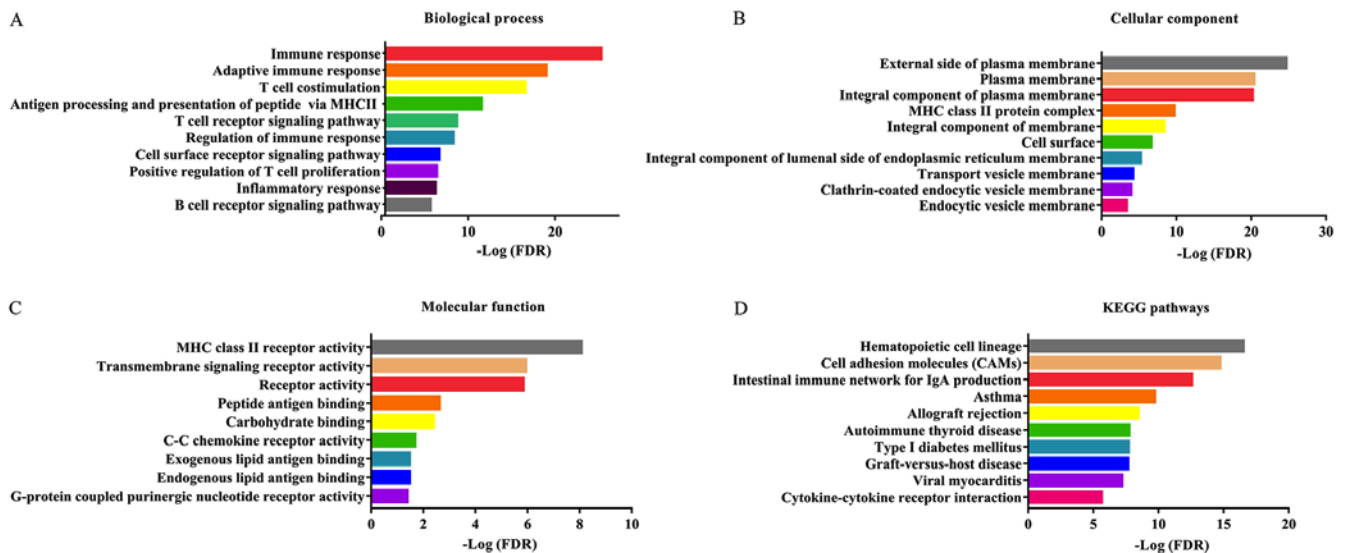 A
Biological process
Immune response
Adaptive immune response
T cell costimulation
Antigen processing and presentation of peptide via MHCII
T cell receptor signaling pathway
Regulation of immune response
Cell surface receptor signaling pathway
Positive regulation of T cell proliferation
Inflammatory response
B cell receptor signaling pathway
0 10 20
-Log (FDR)
B
Cellular component
External side of plasma membrane
Plasma membrane
Integral component of plasma membrane
MHC class II protein complex
Integral component of membrane
Cell surface
Integral component of lumenal side of endoplasmic reticulum membrane
Transport vesicle membrane
Clathrin-coated endocytic vesicle membrane
Endocytic vesicle membrane
0 10 20 30
-Log (FDR)
C
Molecular function
MHC class II receptor activity
Transmembrane signaling receptor activity
Receptor activity
Peptide antigen binding
Carbohydrate binding
C-C chemokine receptor activity
Exogenous lipid antigen binding
Endogenous lipid antigen binding
G-protein coupled purinergic nucleotide receptor activity
0 2 4 6 8 10
-Log (FDR)
D
KEGG pathways
Hematopoietic cell lineage
Cell adhesion molecules (CAMs)
Intestinal immune network for IgA production
Asthma
Allograft rejection
Autoimmune thyroid disease
Type I diabetes mellitus
Graft-versus-host disease
Viral myocarditis
Cytokine-cytokine receptor interaction
0 5 10 15 20
-Log (FDR)